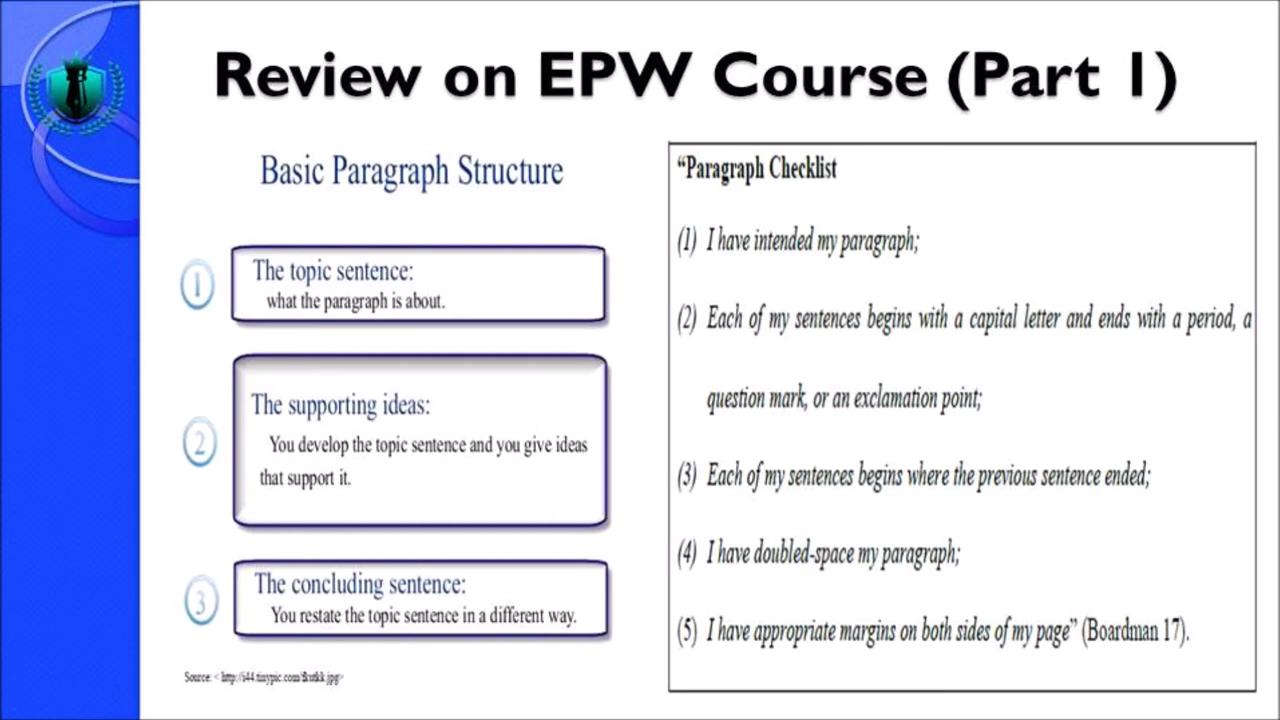 Review on EPW Course (Part 1)
Basic Paragraph Structure
1
The topic sentence:
what the paragraph is about.
2
The supporting ideas:
You develop the topic sentence and you give ideas
that support it.
3
The concluding sentence:
You restate the topic sentence in a different way.
Source: < http://i44.tinypic.com/
“Paragraph Checklist
(1) I have intended my paragraph;
(2) Each of my sentences begins with a capital letter and ends with a period, a
question mark, or an exclamation point;
(3) Each of my sentences begins where the previous sentence ended;
(4) I have doubled-space my paragraph;
(5) I have appropriate margins on both sides of my page” (Boardman 17).